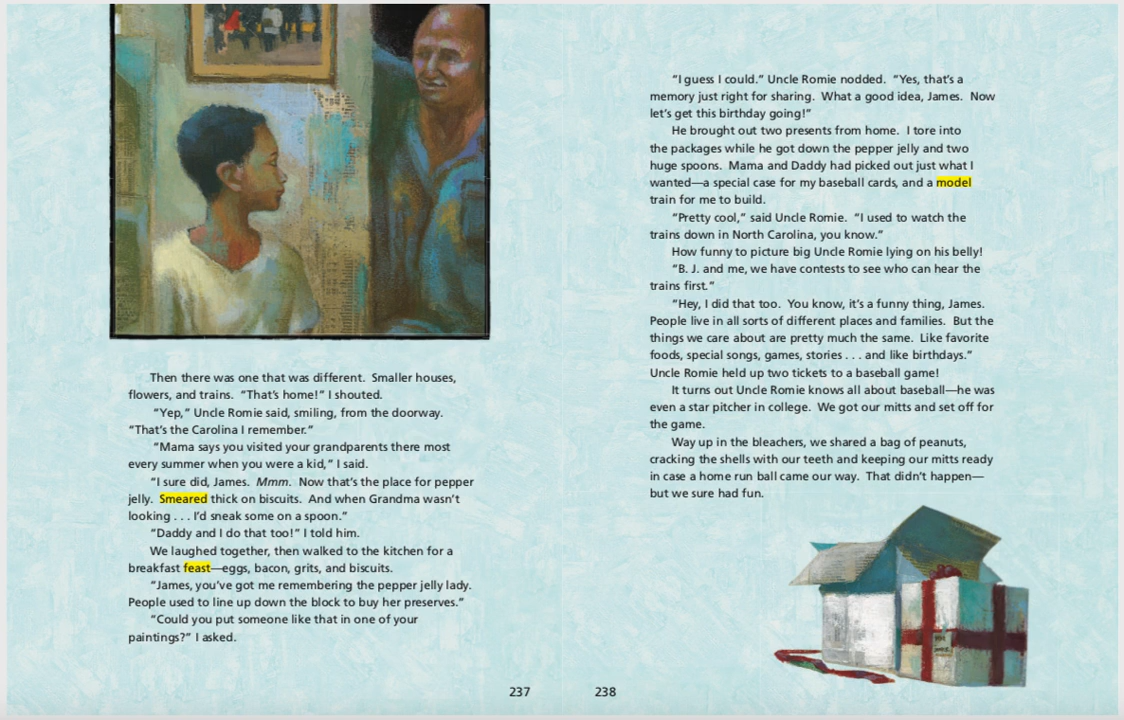 Then there was one that was different.  Smaller houses,
flowers, and trains.  “That’s home!” I shouted.
“Yep,” Uncle Romie said, smiling, from the doorway.
“That’s the Carolina I remember.”
“Mama says you visited your grandparents there most
every summer when you were a kid,” I said.
“I sure did, James.  Mmm.  Now that’s the place for pepper
jelly.  Smeared thick on biscuits.  And when Grandma wasn’t
looking . . . I’d sneak some on a spoon.”
“Daddy and I do that too!” I told him.
We laughed together, then walked to the kitchen for a
breakfast feast—eggs, bacon, grits, and biscuits.
“James, you’ve got me remembering the pepper jelly lady.
People used to line up down the block to buy her preserves.”
“Could you put someone like that in one of your
paintings?” I asked.
237
“I guess I could.” Uncle Romie nodded.  “Yes, that’s a
memory just right for sharing.  What a good idea, James.  Now
let’s get this birthday going!”
He brought out two presents from home.  I tore into
the packages while he got down the pepper jelly and two
huge spoons.  Mama and Daddy had picked out just what I
wanted—a special case for my baseball cards, and a model
train for me to build.
“Pretty cool,” said Uncle Romie.  “I used to watch the
trains down in North Carolina, you know.”
How funny to picture big Uncle Romie lying on his belly!
“B. J. and me, we have contests to see who can hear the
trains first.”
“Hey, I did that too.  You know, it’s a funny thing, James.
People live in all sorts of different places and families.  But the
things we care about are pretty much the same.  Like favorite
foods, special songs, games, stories . . . and like birthdays.”
Uncle Romie held up two tickets to a baseball game!
It turns out Uncle Romie knows all about baseball—he was
even a star pitcher in college.  We got our mitts and set off for
the game.
Way up in the bleachers, we shared a bag of peanuts,
cracking the shells with our teeth and keeping our mitts ready
in case a home run ball came our way.  That didn’t happen—
but we sure had fun.
238